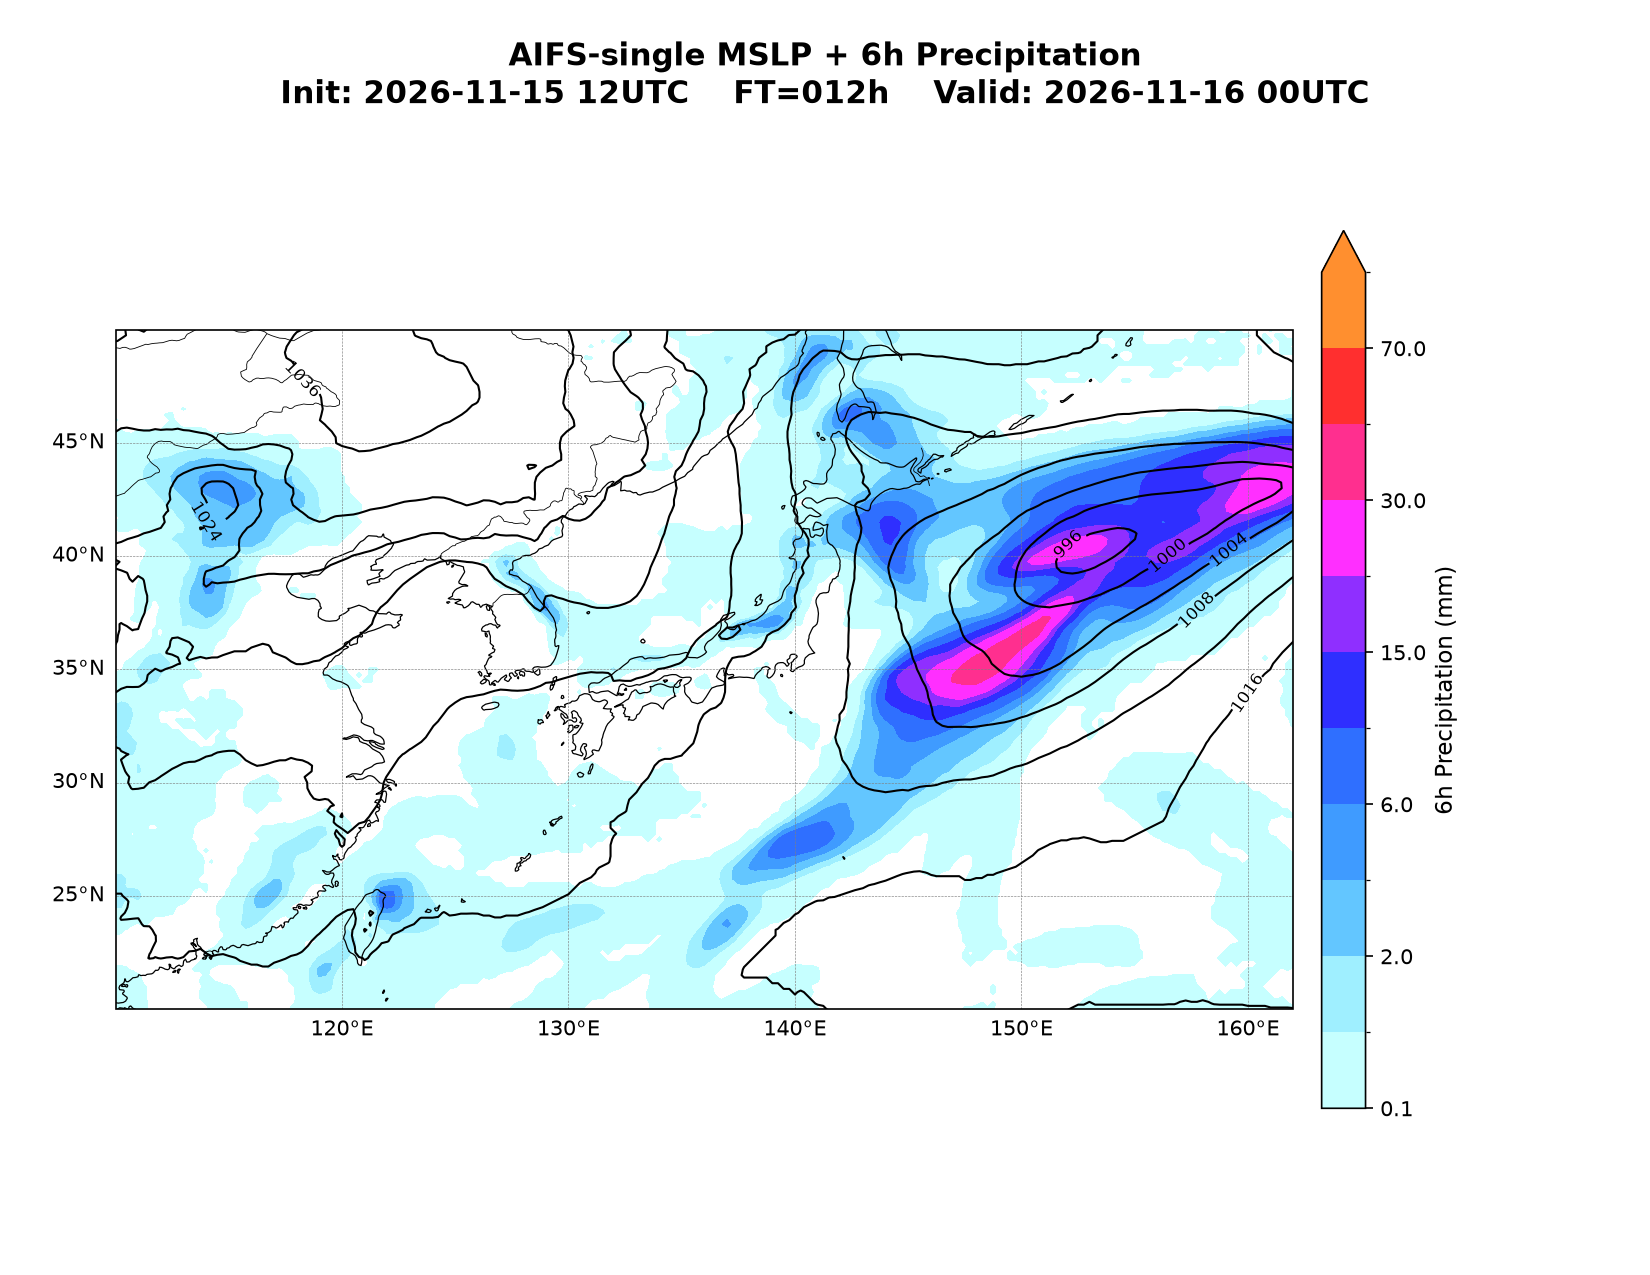 AIFS-single MSLP + 6h Precipitation
Init: 2026-11-15 12UTC    FT=012h    Valid: 2026-11-16 00UTC
45°N
40°N
35°N
30°N
25°N
120°E
130°E
140°E
150°E
160°E
1036
1024
996
1000
1004
1008
1016
70.0
30.0
15.0
6.0
2.0
0.1
6h Precipitation (mm)